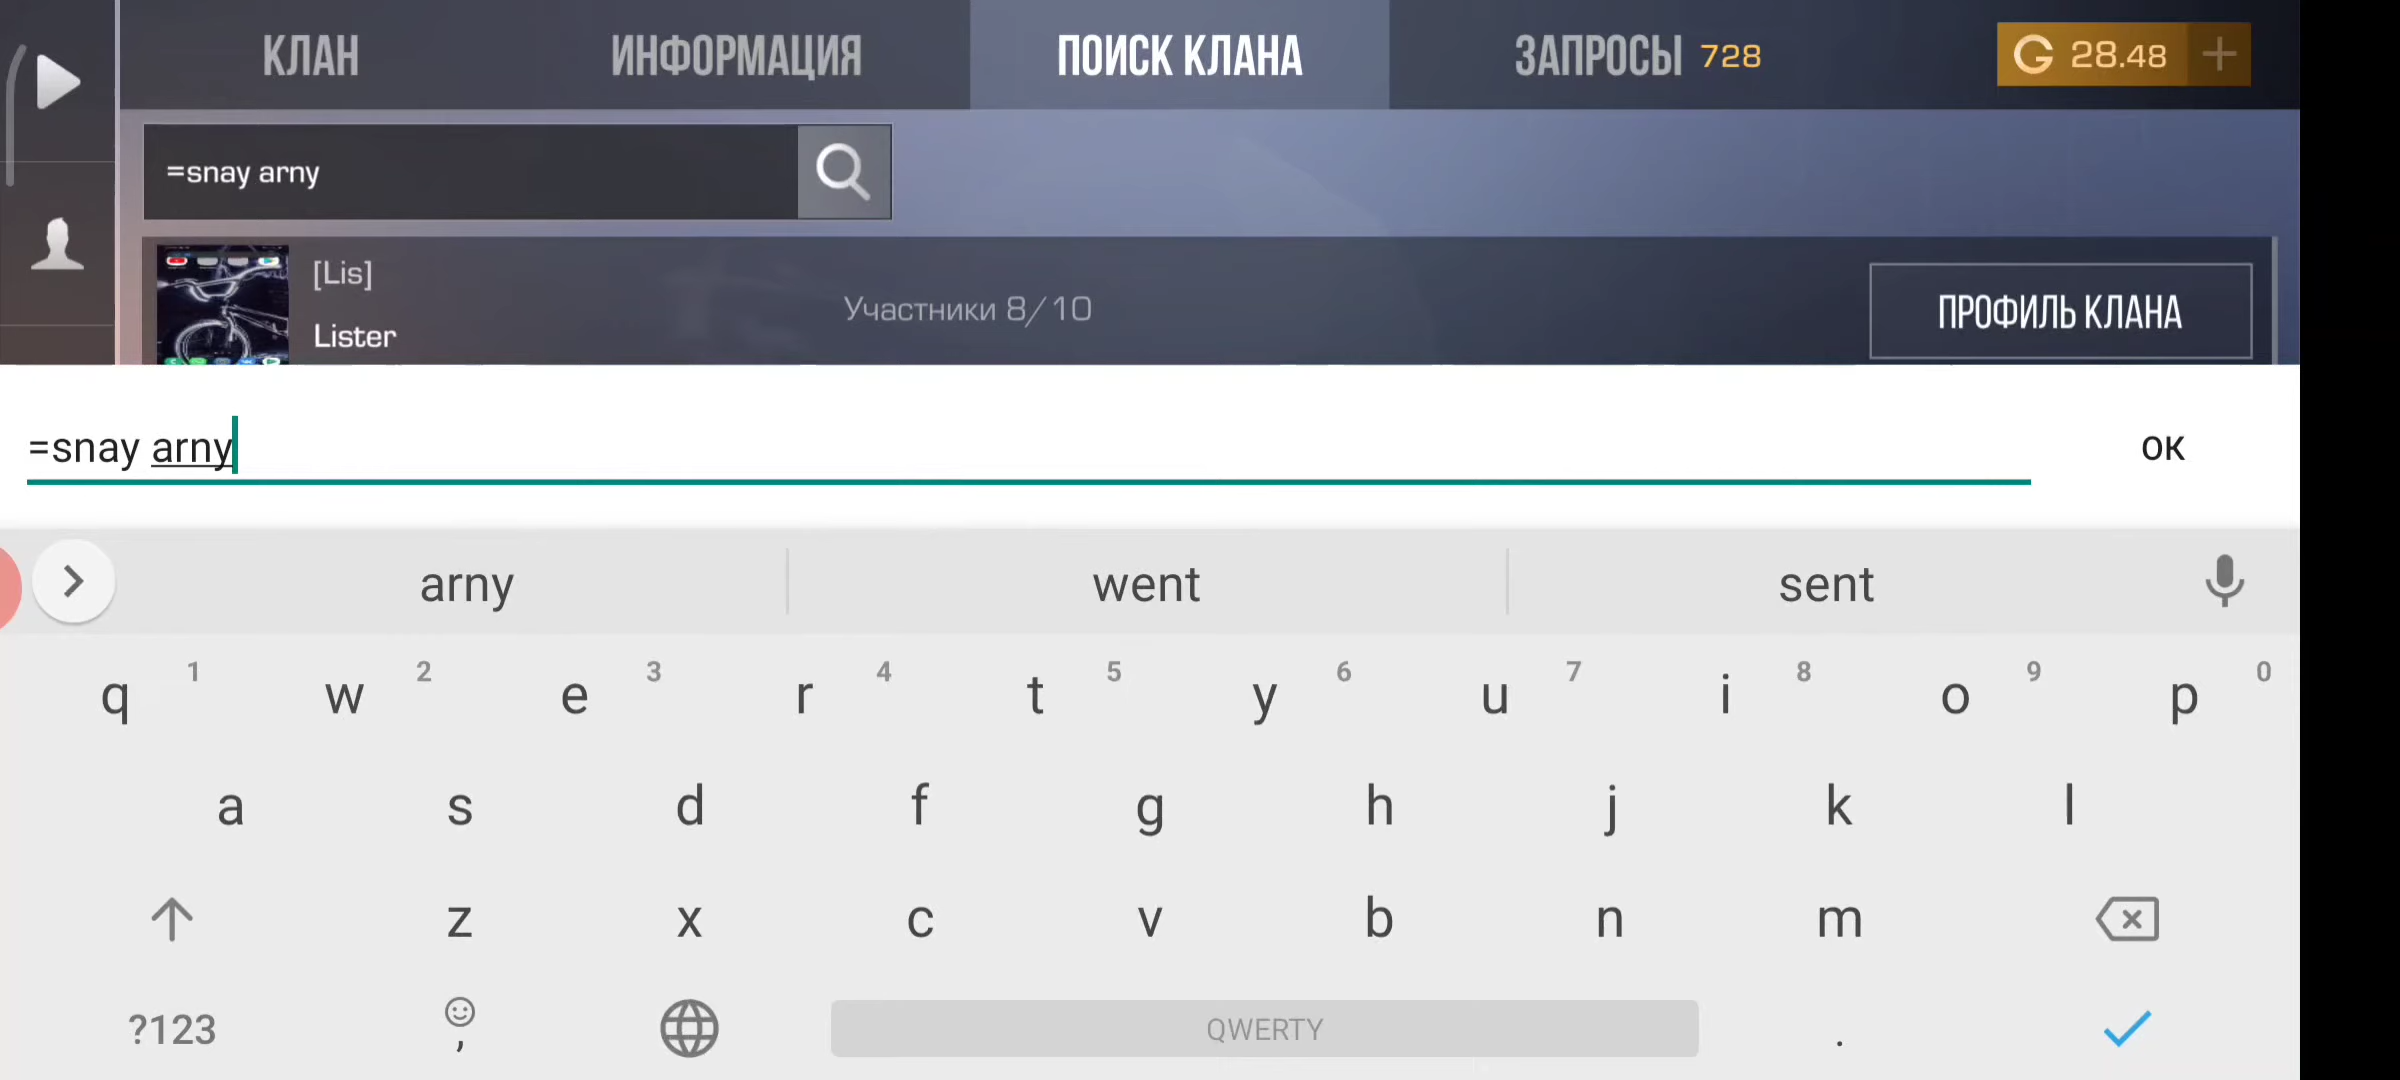 КЛАН ИНФОРМАЦИЯ ПОИСК КЛАНА ЗАПРОСЫ 728 G 28.48 +
=snay arny
[Lis]
Lister
Участники 8/10
ПРОФИЛЬ КЛАНА
=snay arny ОК
arny went sent
q 1 w 2 e 3 r 4 t 5 y 6 u 7 i 8 o 9 p 0
a s d f g h j k l
z x c v b n m
?123 , QWERTY .